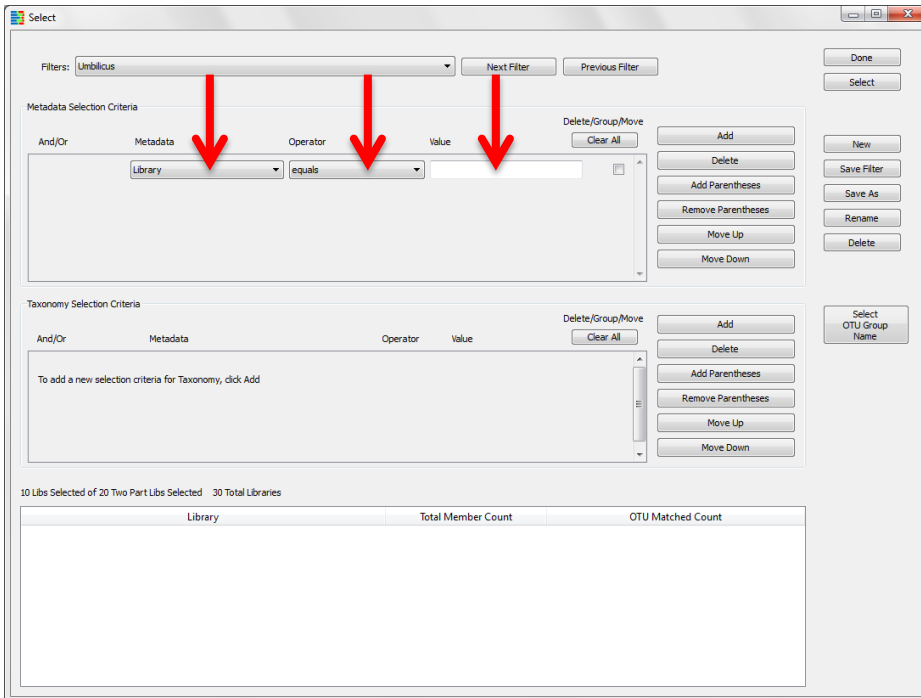 Select
Filters: Umbilicus Next Filter Previous Filter
Done
Select
Metadata Selection Criteria
Delete/Group/Move
And/Or Metadata Operator Value Clear All
Library equals
Add
Delete
Add Parentheses
Remove Parentheses
Move Up
Move Down
New
Save Filter
Save As
Rename
Delete
Taxonomy Selection Criteria
Delete/Group/Move
And/Or Metadata Operator Value Clear All
To add a new selection criteria for Taxonomy, click Add
Add
Delete
Add Parentheses
Remove Parentheses
Move Up
Move Down
Select
OTU Group
Name
10 Libs Selected of 20 Two Part Libs Selected 30 Total Libraries
Library Total Member Count OTU Matched Count